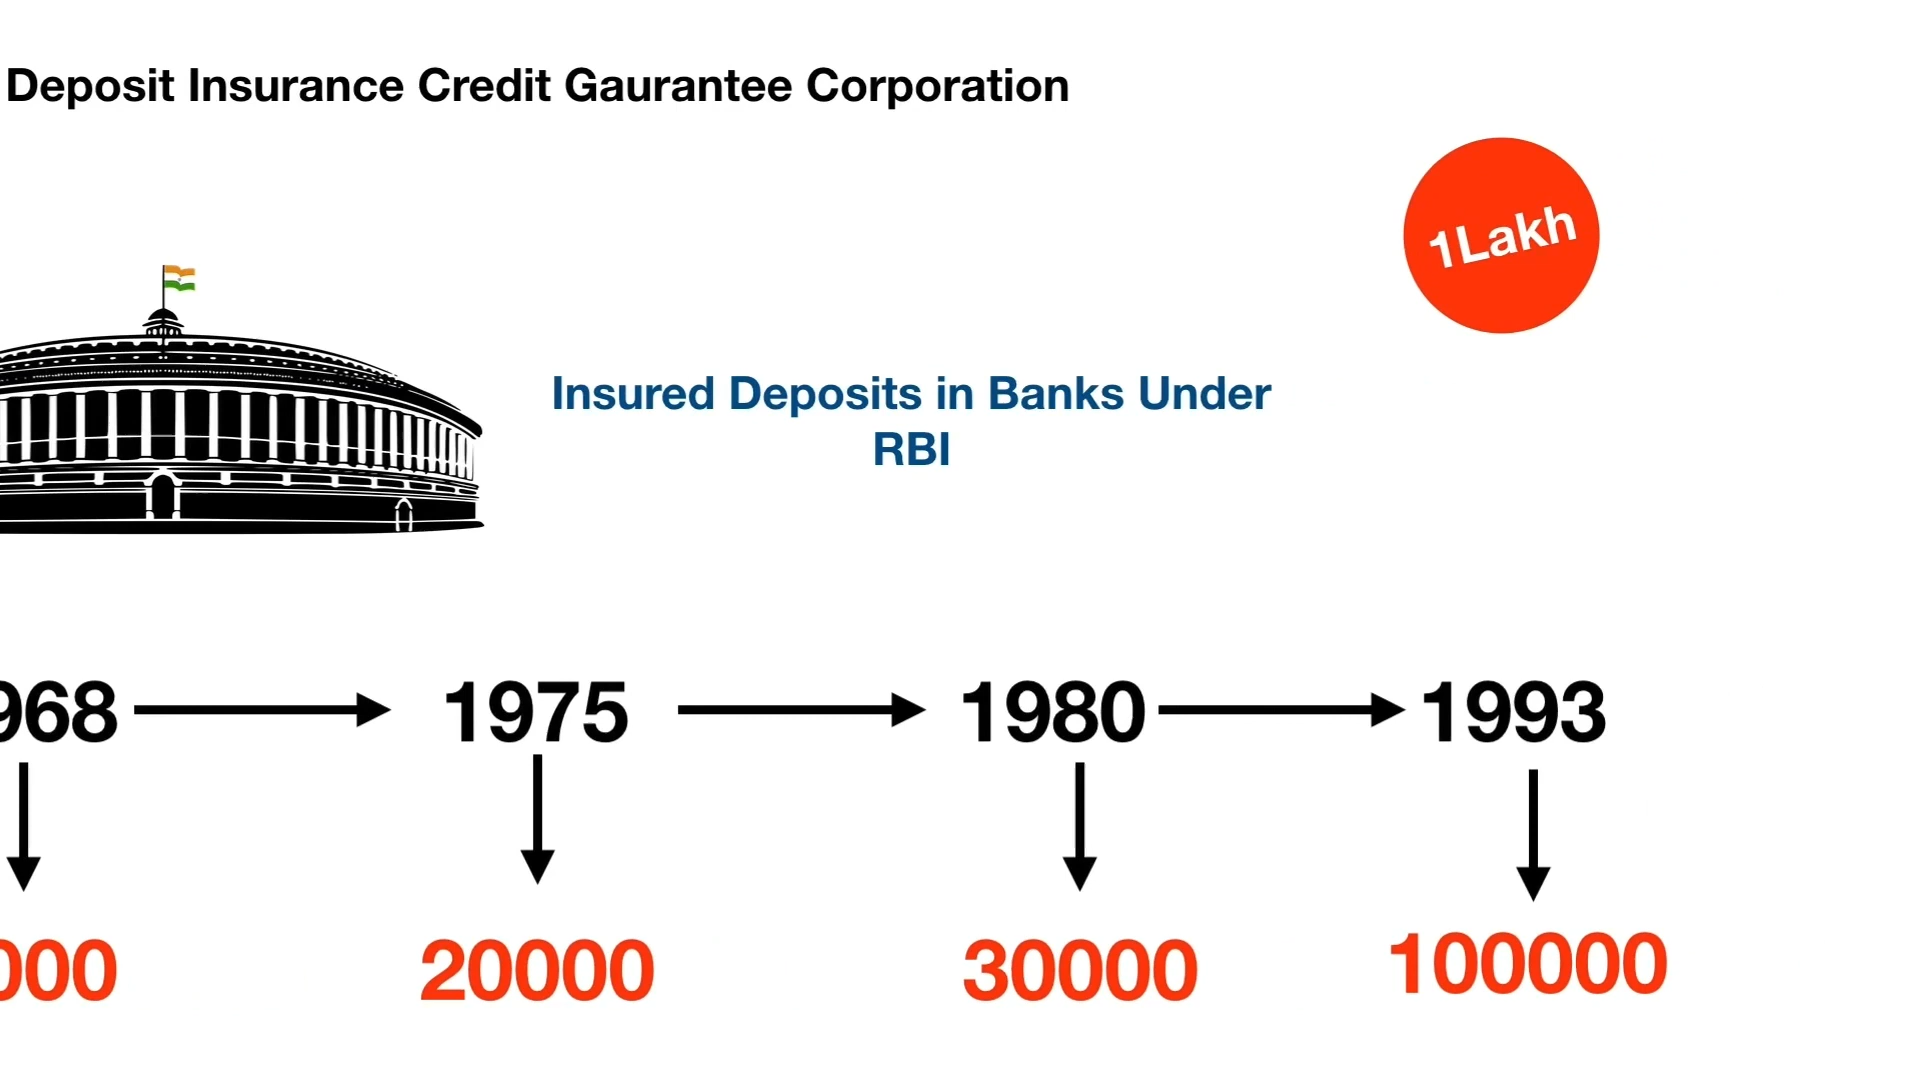 Deposit Insurance Credit Gaurantee Corporation
1Lakh
Insured Deposits in Banks Under
RBI
968 1975 1980 1993
000 20000 30000 100000